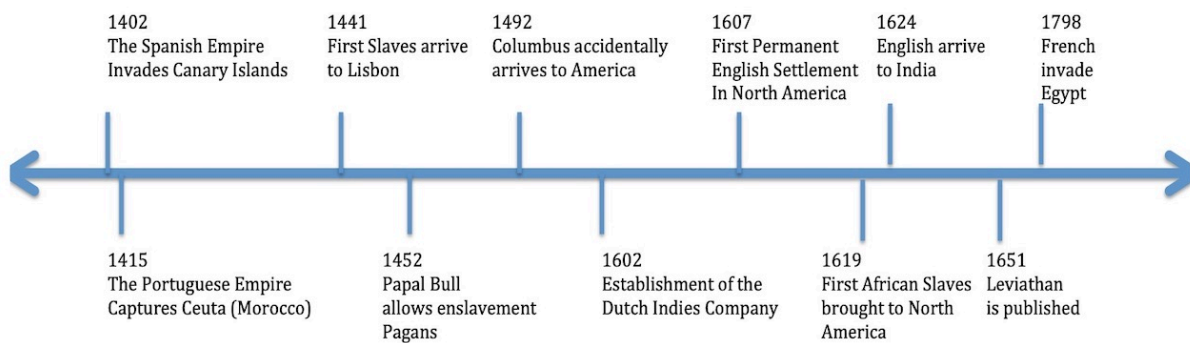 1402
The Spanish Empire
Invades Canary Islands
1441
First Slaves arrive
to Lisbon
1492
Columbus accidentally
arrives to America
1607
First Permanent
English Settlement
In North America
1624
English arrive
to India
1798
French
invade
Egypt
1415
The Portuguese Empire
Captures Ceuta (Morocco)
1452
Papal Bull
allows enslavement
Pagans
1602
Establishment of the
Dutch Indies Company
1619
First African Slaves
brought to North
America
1651
Leviathan
is published